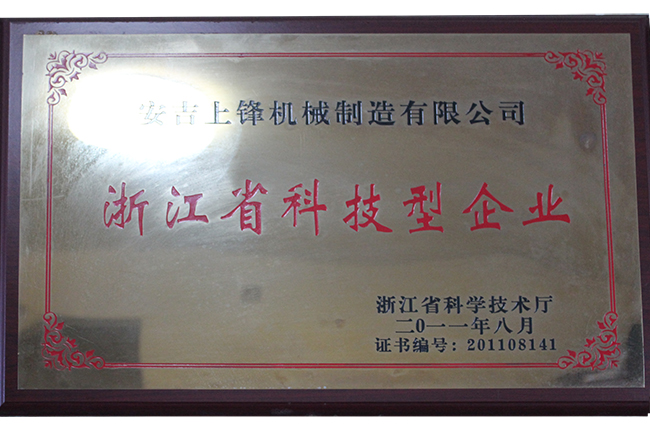 安吉上锋机械制造有限公司
浙江省科技型企业
浙江省科学技术厅
二0一一年八月
证书编号：201108141